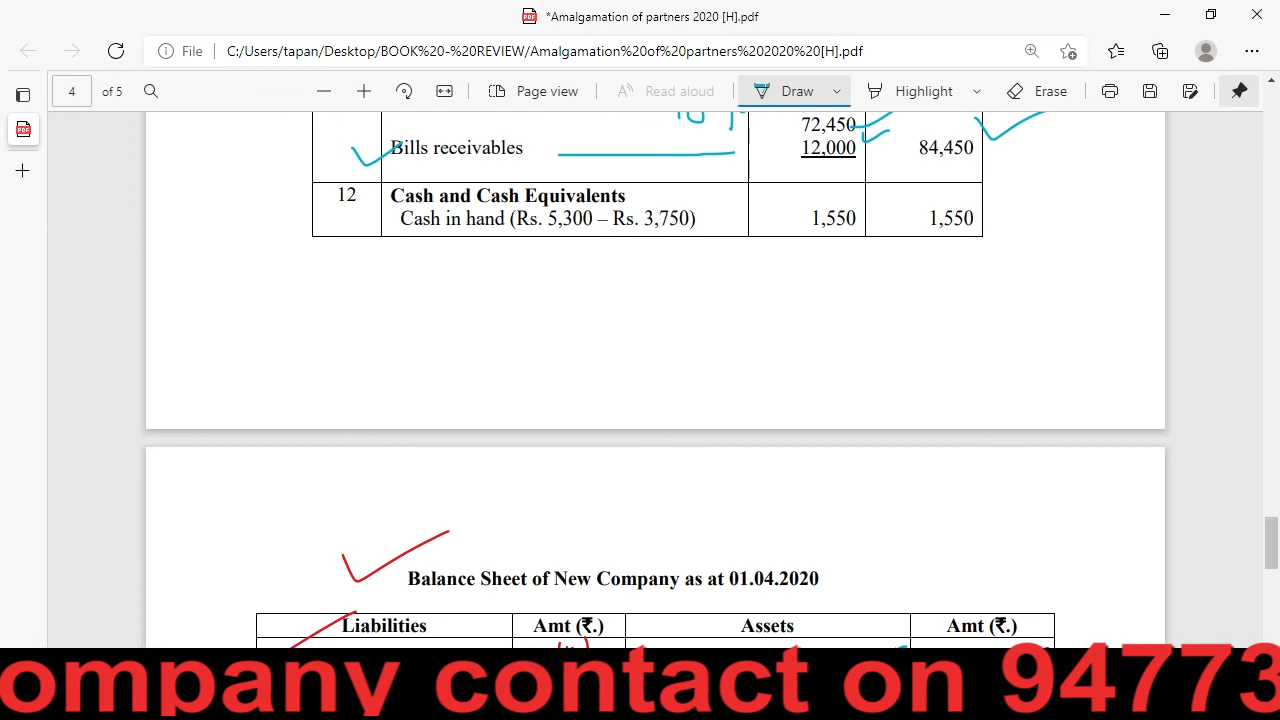 *Amalgamation of partners 2020 [H].pdf
File
C:/Users/tapan/Desktop/BOOK%20-%20REVIEW/Amalgamation%20of%20partners%202020%20[H].pdf
4 of 5
Page view
Read aloud
Draw
Highlight
Erase
72,450
Bills receivables 12,000 84,450
12 Cash and Cash Equivalents
Cash in hand (Rs. 5,300 – Rs. 3,750) 1,550 1,550
Balance Sheet of New Company as at 01.04.2020
Liabilities Amt (₹.) Assets Amt (₹.)
ompany contact on 94773